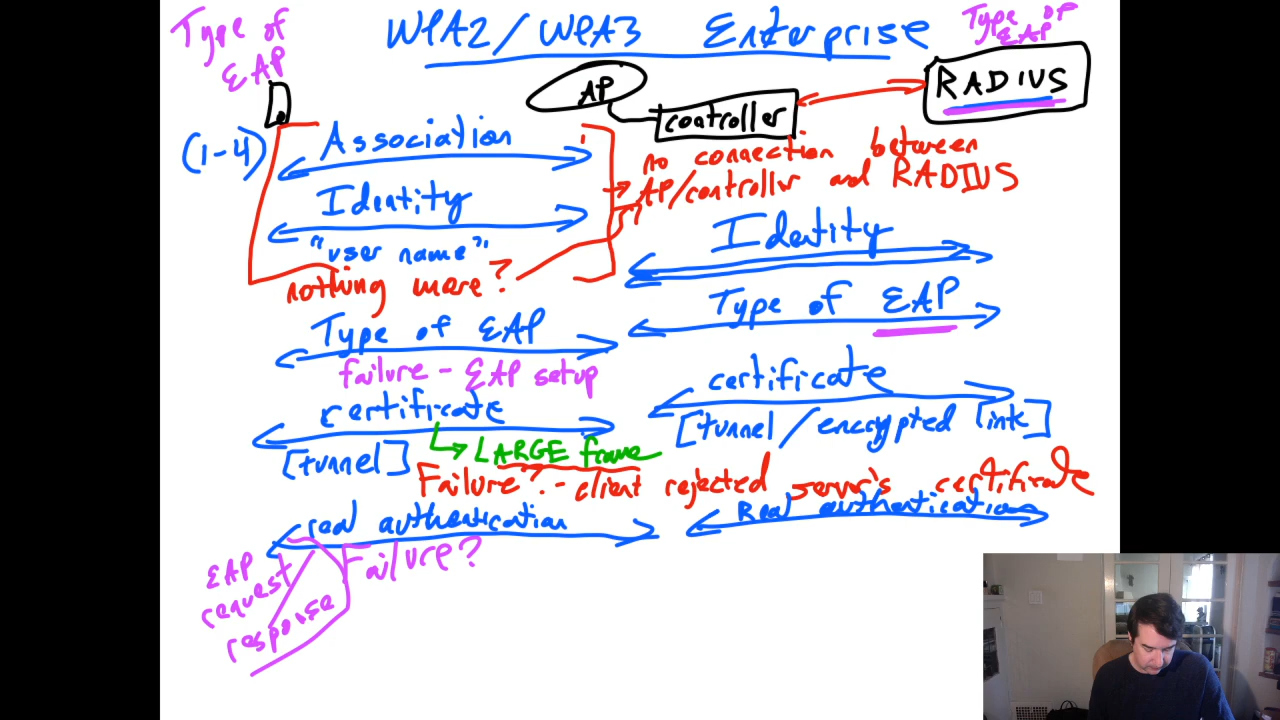 Type of EAP
WPA2/WPA3 Enterprise
Type of EAP
AP
controller
RADIUS
(1-4)
Association
no connection between
AP/controller and RADIUS
Identity
"user name"
nothing more?
Identity
Type of EAP
Type of EAP
failure - EAP setup
certificate
certificate
[tunnel]
[tunnel/encrypted link]
LARGE frame
Failure? - client rejected server's certificate
real authentication
Real authentication
Failure?
EAP
request
response